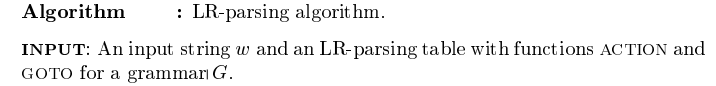 Algorithm : LR-parsing algorithm.
INPUT: An input string w and an LR-parsing table with functions ACTION and
GOTO for a grammar G.